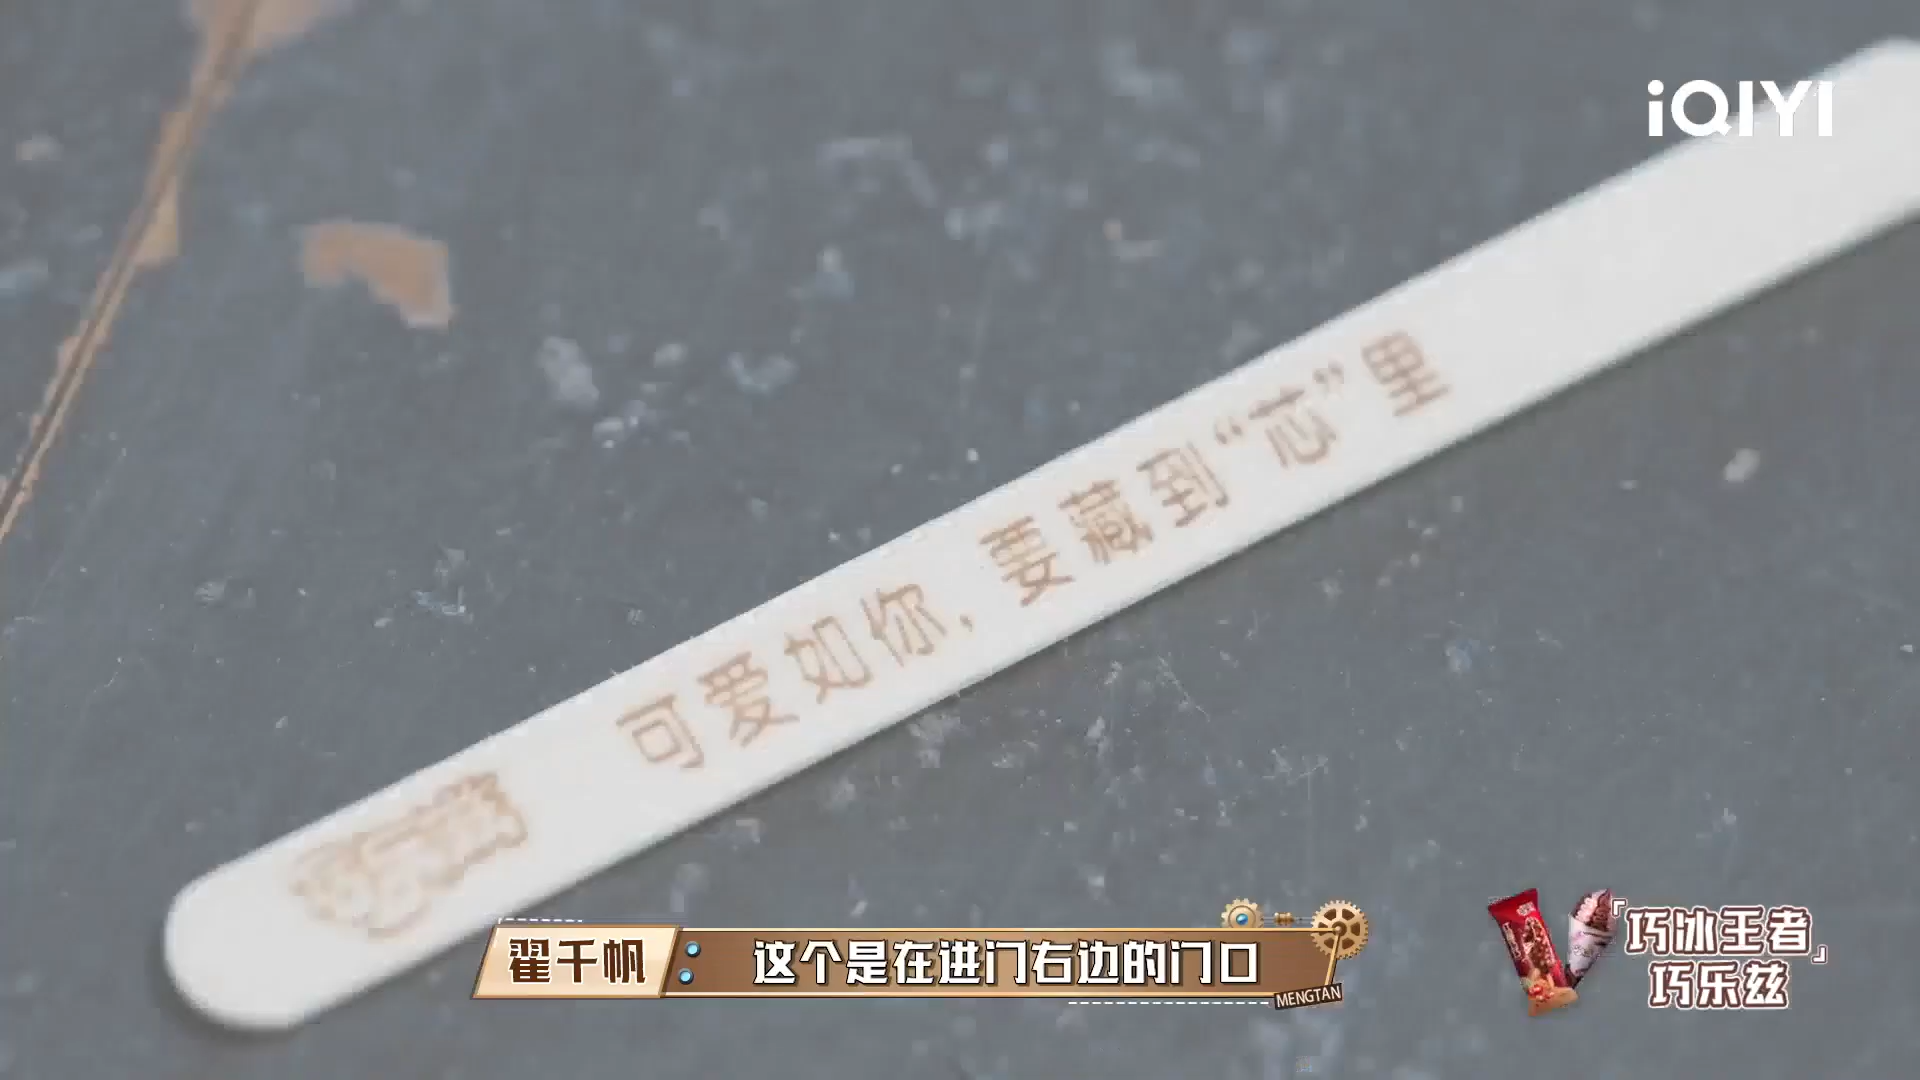 iQIYI
可爱如你，要藏到“芯”里
翟千帆：这个是在进门右边的门口
MENGTAN
「巧冰王者」
巧乐兹